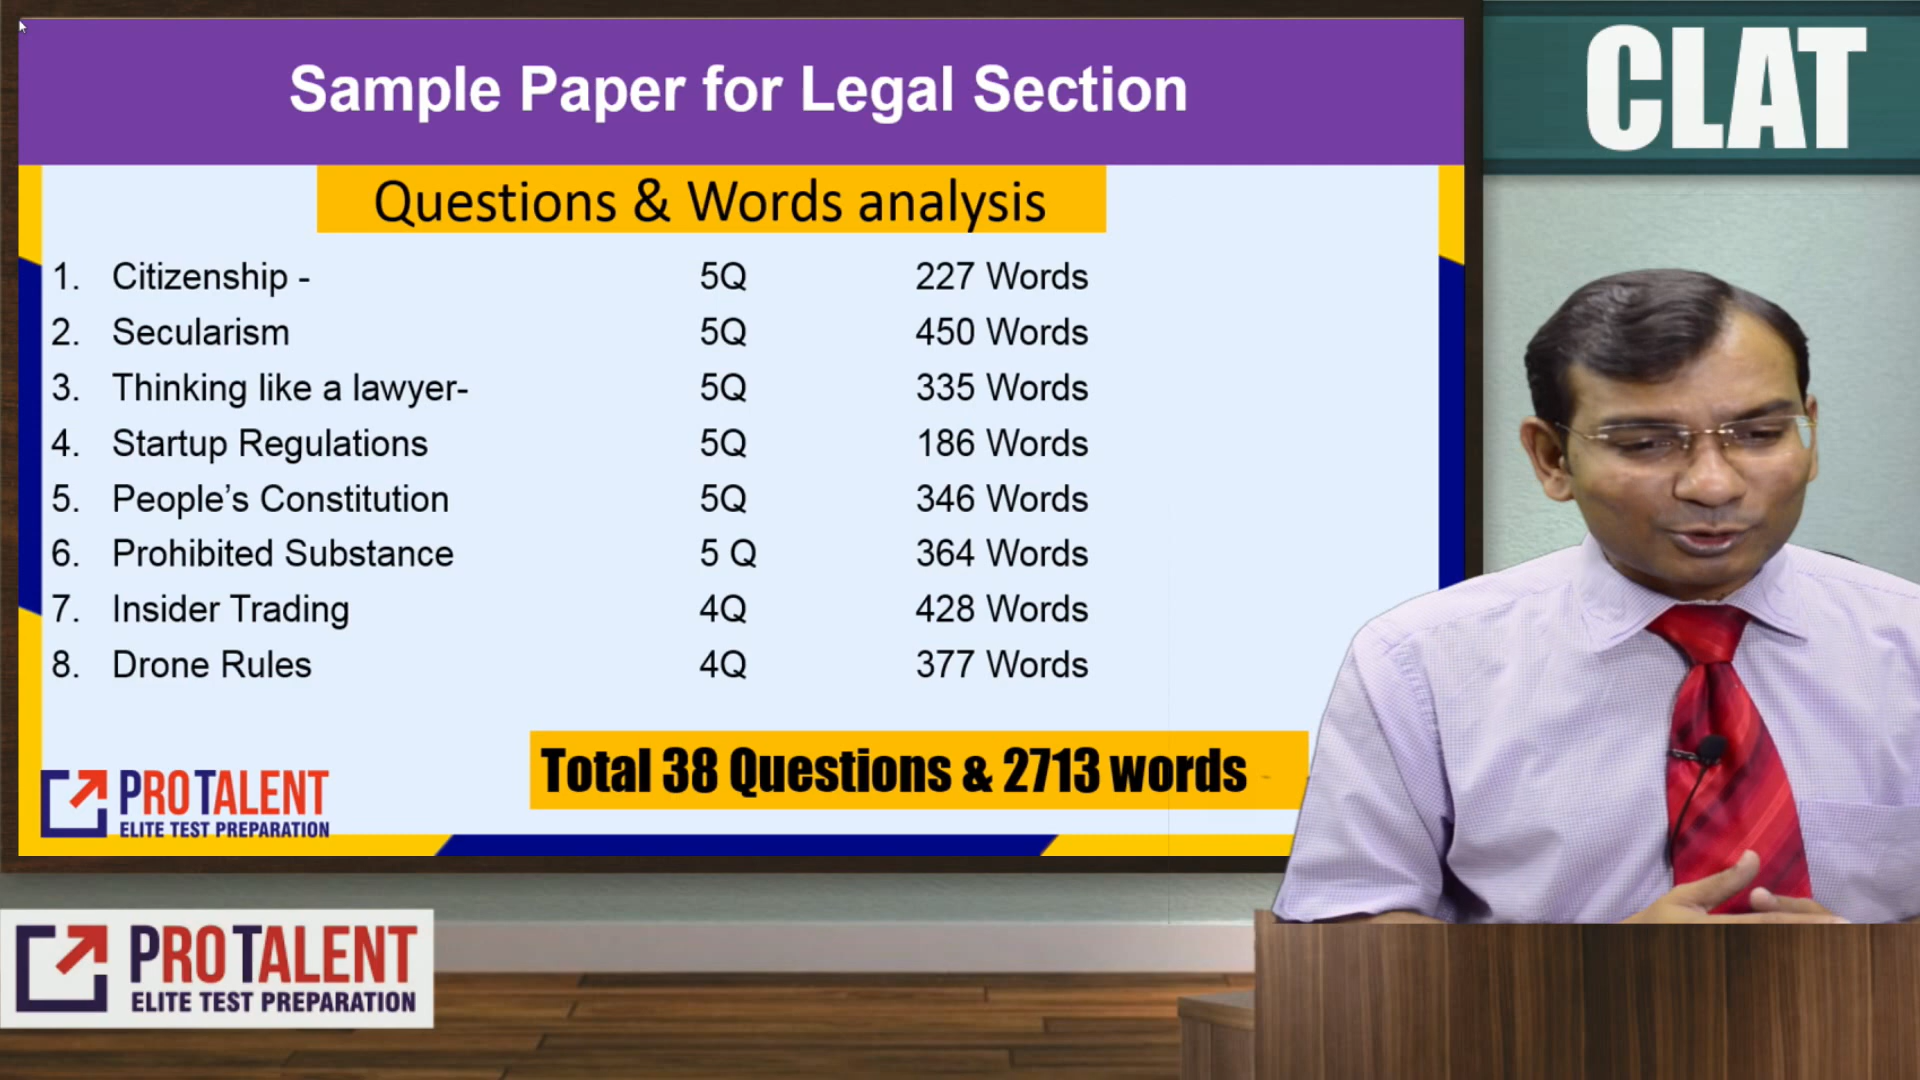 Sample Paper for Legal Section
CLAT
Questions & Words analysis
1. Citizenship - 5Q 227 Words
2. Secularism 5Q 450 Words
3. Thinking like a lawyer- 5Q 335 Words
4. Startup Regulations 5Q 186 Words
5. People’s Constitution 5Q 346 Words
6. Prohibited Substance 5 Q 364 Words
7. Insider Trading 4Q 428 Words
8. Drone Rules 4Q 377 Words
Total 38 Questions & 2713 words
PROTALENT
ELITE TEST PREPARATION
PROTALENT
ELITE TEST PREPARATION